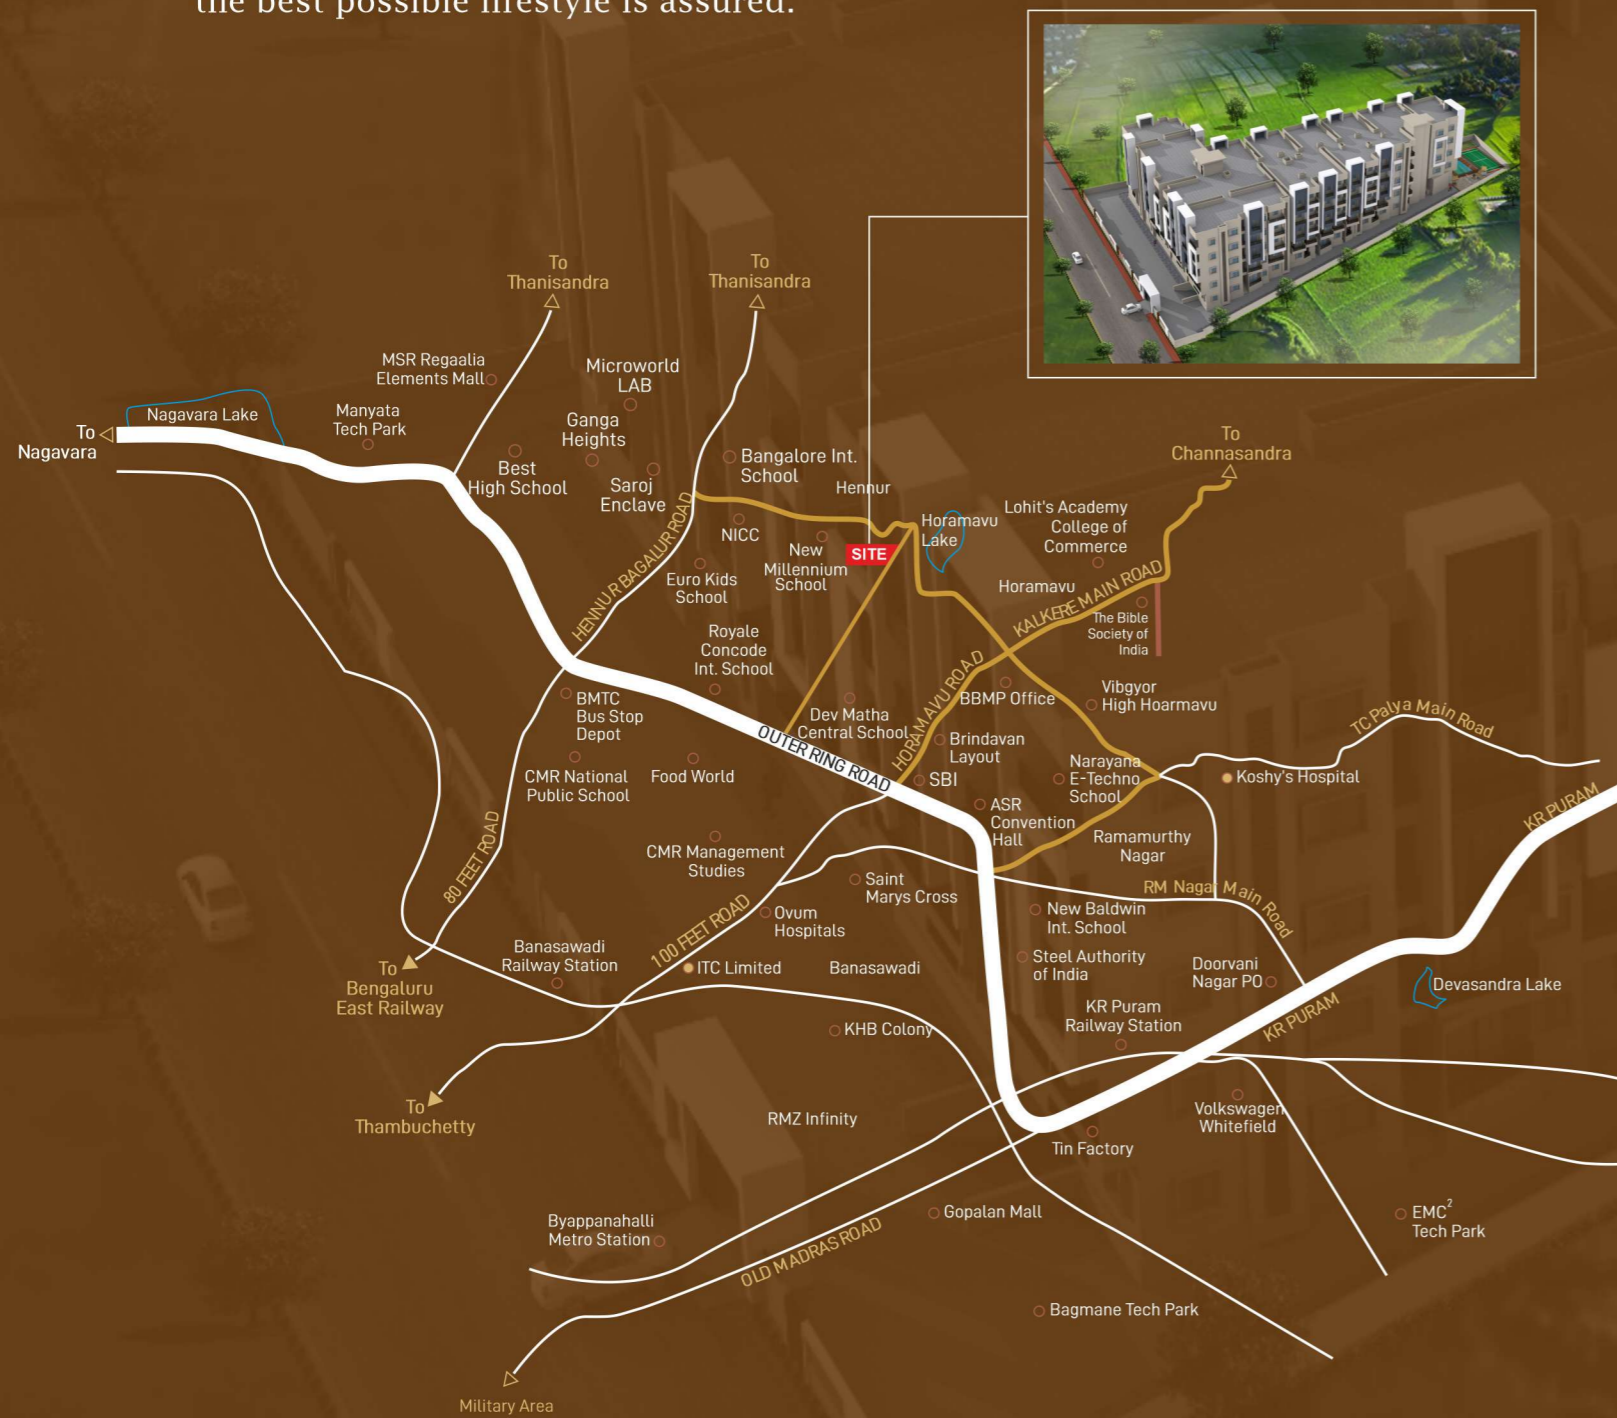 the best possible lifestyle is assured.
To
Thanisandra
To
Thanisandra
MSR Regaalia
Elements Mall
Microworld
LAB
Nagavara Lake
Manyata
Tech Park
Ganga
Heights
To
Nagavara
To
Channasandra
Best
High School
Saroj
Enclave
Bangalore Int.
School
Hennur
HENNUR BAGALUR ROAD
NICC
New
Millennium
School
SITE
Horamavu
Lake
Lohit's Academy
College of
Commerce
Euro Kids
School
Horamavu
KALKERE MAIN ROAD
The Bible
Society of
India
Royale
Concode
Int. School
BMTC
Bus Stop
Depot
Dev Matha
Central School
HORAMAVU ROAD
BBMP Office
Vibgyor
High Hoarmavu
TC Palya Main Road
OUTER RING ROAD
Brindavan
Layout
CMR National
Public School
Food World
SBI
Narayana
E-Techno
School
Koshy's Hospital
KR PURAM
ASR
Convention
Hall
Ramamurthy
Nagar
80 FEET ROAD
CMR Management
Studies
Saint
Marys Cross
RM Nagar Main Road
100 FEET ROAD
Ovum
Hospitals
New Baldwin
Int. School
Banasawadi
Railway Station
ITC Limited
Banasawadi
Steel Authority
of India
Doorvani
Nagar PO
Devasandra Lake
To
Bengaluru
East Railway
KHB Colony
KR Puram
Railway Station
KR PURAM
To
Thambuchetty
RMZ Infinity
Volkswagen
Whitefield
Tin Factory
Byappanahalli
Metro Station
Gopalan Mall
EMC2
Tech Park
OLD MADRAS ROAD
Bagmane Tech Park
Military Area